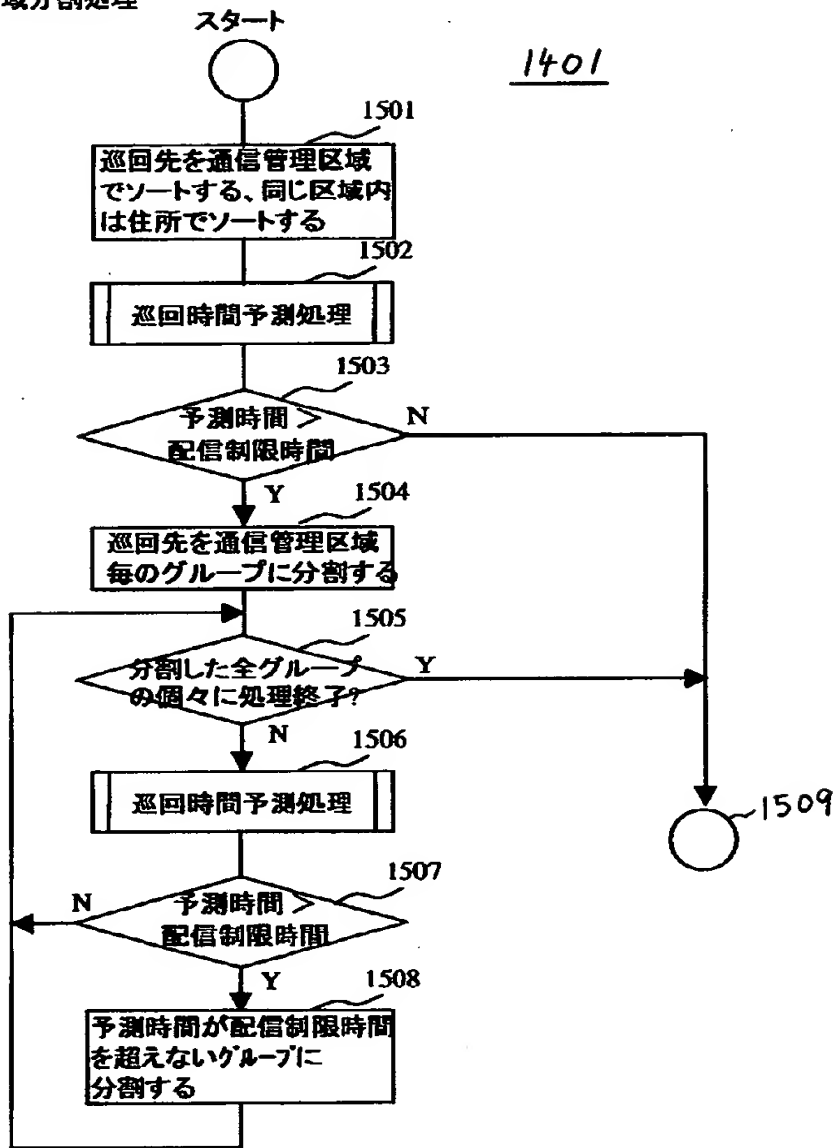 域分割処理
スタート
1401
1501
巡回先を通信管理区域
でソートする、同じ区域内
は住所でソートする
1502
巡回時間予測処理
1503
予測時間 >
配信制限時間
N
Y
1504
巡回先を通信管理区域
毎のグループに分割する
1505
分割した全グループ
の個々に処理終了?
Y
N
1506
巡回時間予測処理
1509
1507
N
予測時間 >
配信制限時間
Y
1508
予測時間が配信制限時間
を超えないグループに
分割する